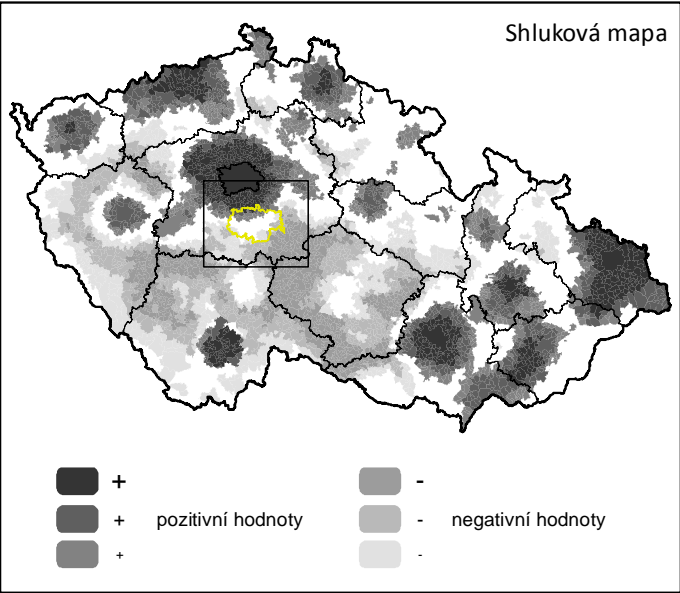 Shluková mapa
+ -
+ pozitivní hodnoty - negativní hodnoty
+ -